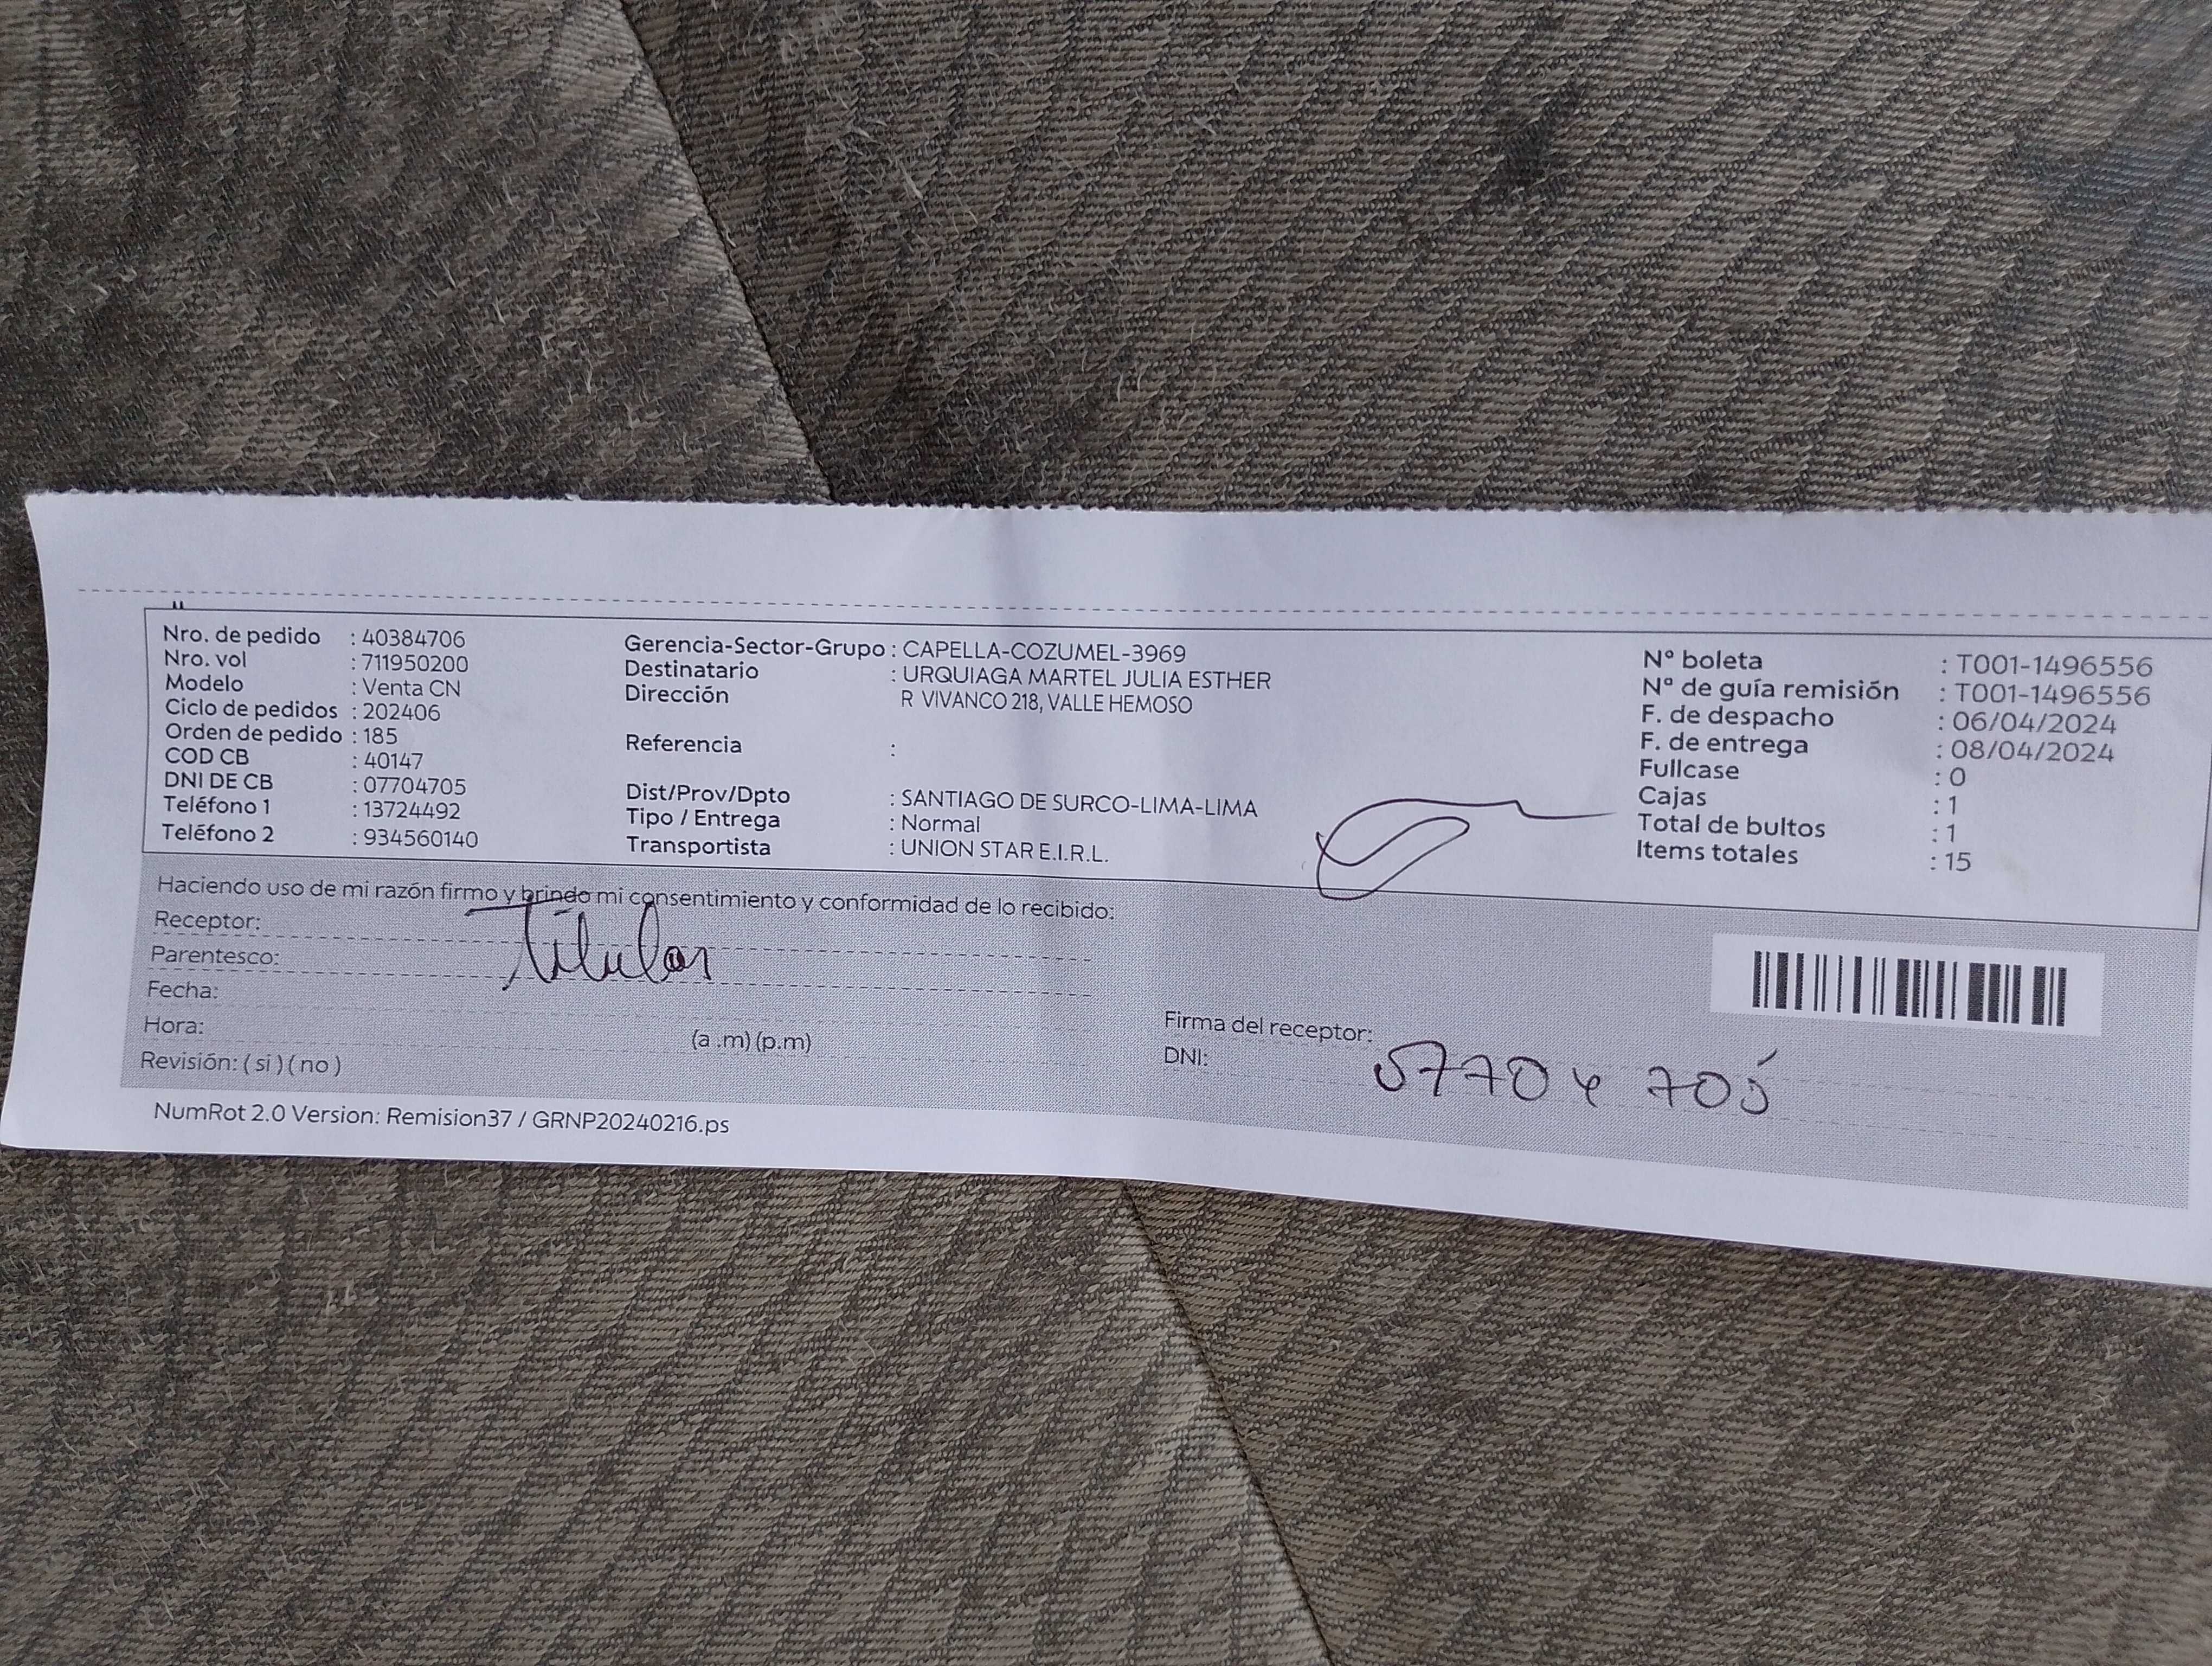 Nro. de pedido : 40384706
Nro. vol : 711950200
Modelo : Venta CN
Ciclo de pedidos : 202406
Orden de pedido : 185
COD CB : 40147
DNI DE CB : 07704705
Teléfono 1 : 13724492
Teléfono 2 : 934560140
Gerencia-Sector-Grupo : CAPELLA-COZUMEL-3969
Destinatario : URQUIAGA MARTEL JULIA ESTHER
Dirección R VIVANCO 218, VALLE HEMOSO
Referencia :
Dist/Prov/Dpto : SANTIAGO DE SURCO-LIMA-LIMA
Tipo / Entrega : Normal
Transportista : UNION STAR E.I.R.L.
N° boleta : T001-1496556
N° de guía remisión : T001-1496556
F. de despacho : 06/04/2024
F. de entrega : 08/04/2024
Fullcase : 0
Cajas : 1
Total de bultos : 1
Items totales : 15
Haciendo uso de mi razón firmo y brindo mi consentimiento y conformidad de lo recibido:
Receptor:
Parentesco: Titular
Fecha:
Hora: (a .m) (p.m)
Revisión: ( si ) ( no )
Firma del receptor:
DNI: 07704705
NumRot 2.0 Version: Remision37 / GRNP20240216.ps